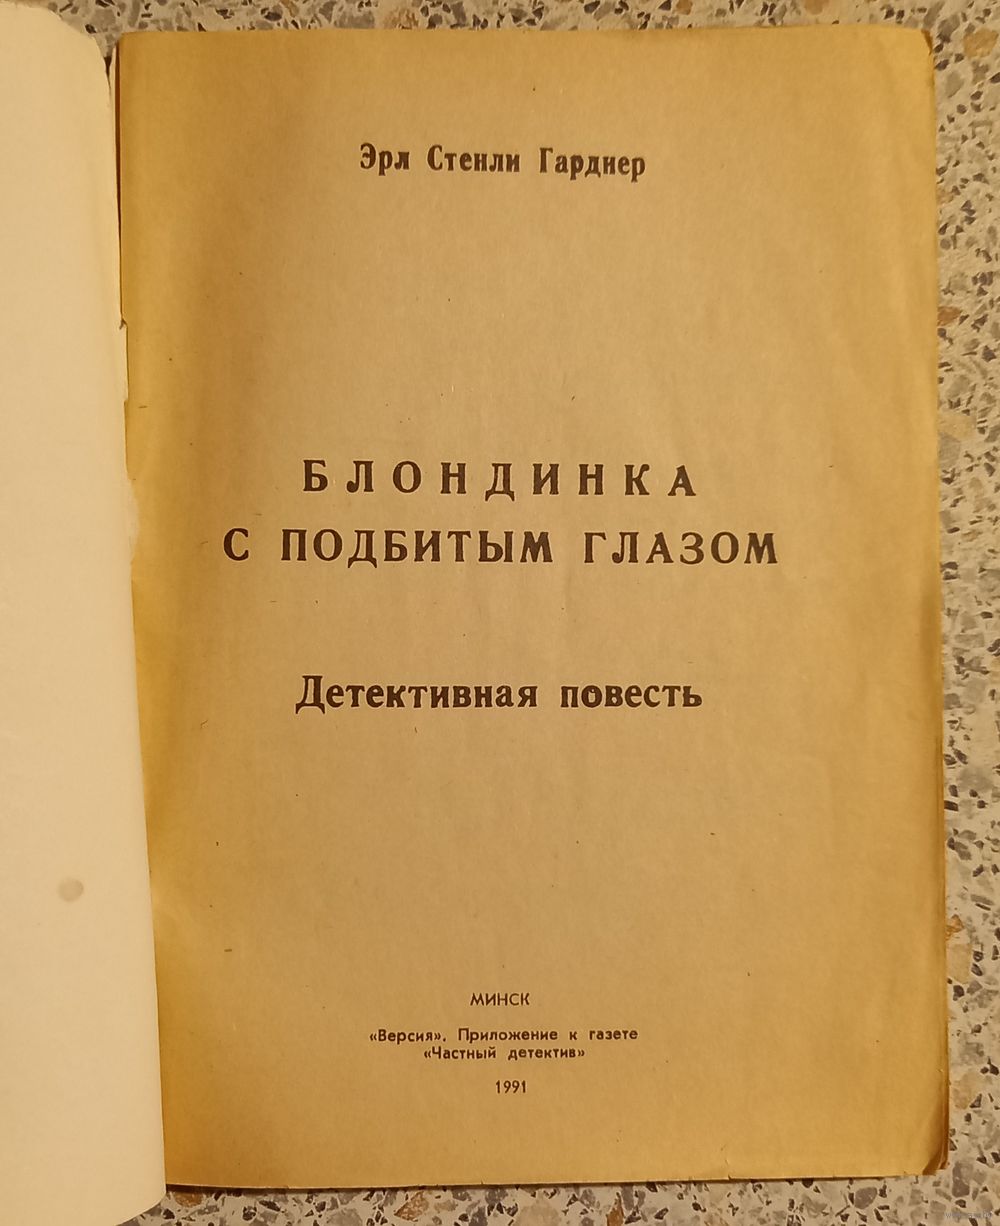 Эрл Стенли Гарднер
БЛОНДИНКА
С ПОДБИТЫМ ГЛАЗОМ
Детективная повесть
МИНСК
«Версия». Приложение к газете
«Частный детектив»
1991